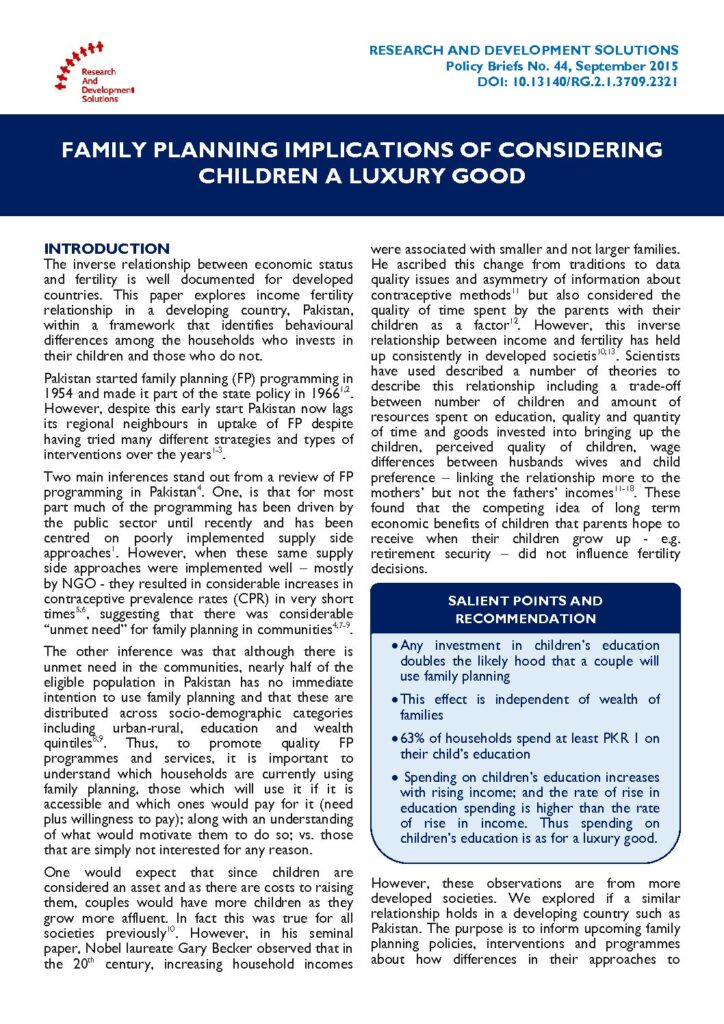 Research
And
Development
Solutions
RESEARCH AND DEVELOPMENT SOLUTIONS
Policy Briefs No. 44, September 2015
DOI: 10.13140/RG.2.1.3709.2321
FAMILY PLANNING IMPLICATIONS OF CONSIDERING
CHILDREN A LUXURY GOOD
INTRODUCTION
The inverse relationship between economic status
and fertility is well documented for developed
countries. This paper explores income fertility
relationship in a developing country, Pakistan,
within a framework that identifies behavioural
differences among the households who invests in
their children and those who do not.
Pakistan started family planning (FP) programming in
1954 and made it part of the state policy in 19661,2.
However, despite this early start Pakistan now lags
its regional neighbours in uptake of FP despite
having tried many different strategies and types of
interventions over the years1-3.
Two main inferences stand out from a review of FP
programming in Pakistan4. One, is that for most
part much of the programming has been driven by
the public sector until recently and has been
centred on poorly implemented supply side
approaches1. However, when these same supply
side approaches were implemented well – mostly
by NGO - they resulted in considerable increases in
contraceptive prevalence rates (CPR) in very short
times5,6, suggesting that there was considerable
“unmet need” for family planning in communities4,7-9.
The other inference was that although there is
unmet need in the communities, nearly half of the
eligible population in Pakistan has no immediate
intention to use family planning and that these are
distributed across socio-demographic categories
including urban-rural, education and wealth
quintiles8,9. Thus, to promote quality FP
programmes and services, it is important to
understand which households are currently using
family planning, those which will use it if it is
accessible and which ones would pay for it (need
plus willingness to pay); along with an understanding
of what would motivate them to do so; vs. those
that are simply not interested for any reason.
One would expect that since children are
considered an asset and as there are costs to raising
them, couples would have more children as they
grow more affluent. In fact this was true for all
societies previously10. However, in his seminal
paper, Nobel laureate Gary Becker observed that in
the 20th century, increasing household incomes
were associated with smaller and not larger families.
He ascribed this change from traditions to data
quality issues and asymmetry of information about
contraceptive methods11 but also considered the
quality of time spent by the parents with their
children as a factor12. However, this inverse
relationship between income and fertility has held
up consistently in developed societis10,13. Scientists
have used described a number of theories to
describe this relationship including a trade-off
between number of children and amount of
resources spent on education, quality and quantity
of time and goods invested into bringing up the
children, perceived quality of children, wage
differences between husbands wives and child
preference – linking the relationship more to the
mothers’ but not the fathers’ incomes11-18. These
found that the competing idea of long term
economic benefits of children that parents hope to
receive when their children grow up - e.g.
retirement security – did not influence fertility
decisions.
SALIENT POINTS AND
RECOMMENDATION
•Any investment in children’s education
doubles the likely hood that a couple will
use family planning
•This effect is independent of wealth of
families
•63% of households spend at least PKR 1 on
their child’s education
• Spending on children’s education increases
with rising income; and the rate of rise in
education spending is higher than the rate
of rise in income. Thus spending on
children’s education is as for a luxury good.
However, these observations are from more
developed societies. We explored if a similar
relationship holds in a developing country such as
Pakistan. The purpose is to inform upcoming family
planning policies, interventions and programmes
about how differences in their approaches to